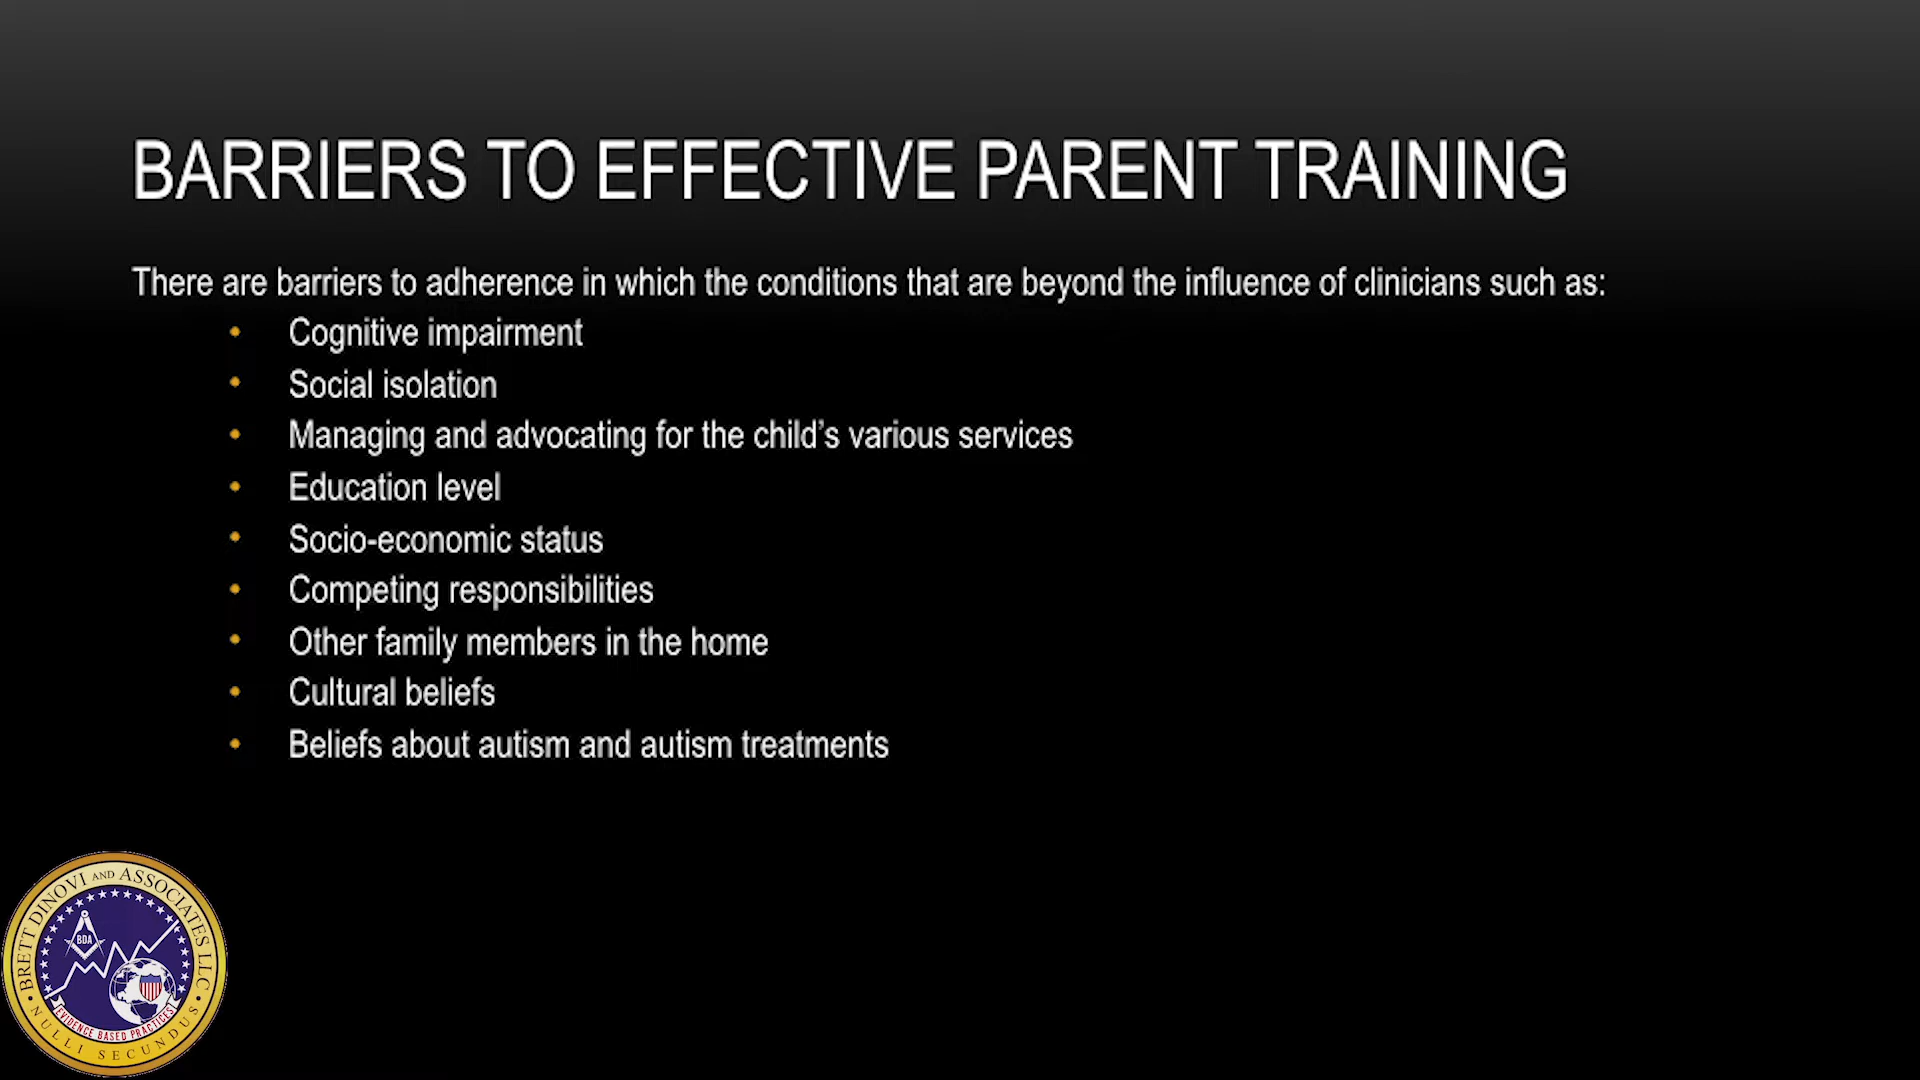 BARRIERS TO EFFECTIVE PARENT TRAINING
There are barriers to adherence in which the conditions that are beyond the influence of clinicians such as:
• Cognitive impairment
• Social isolation
• Managing and advocating for the child's various services
• Education level
• Socio-economic status
• Competing responsibilities
• Other family members in the home
• Cultural beliefs
• Beliefs about autism and autism treatments
BRETT DINOVI AND ASSOCIATES LLC
BDA
EVIDENCE BASED PRACTICES
• NULLI SECUNDUS •